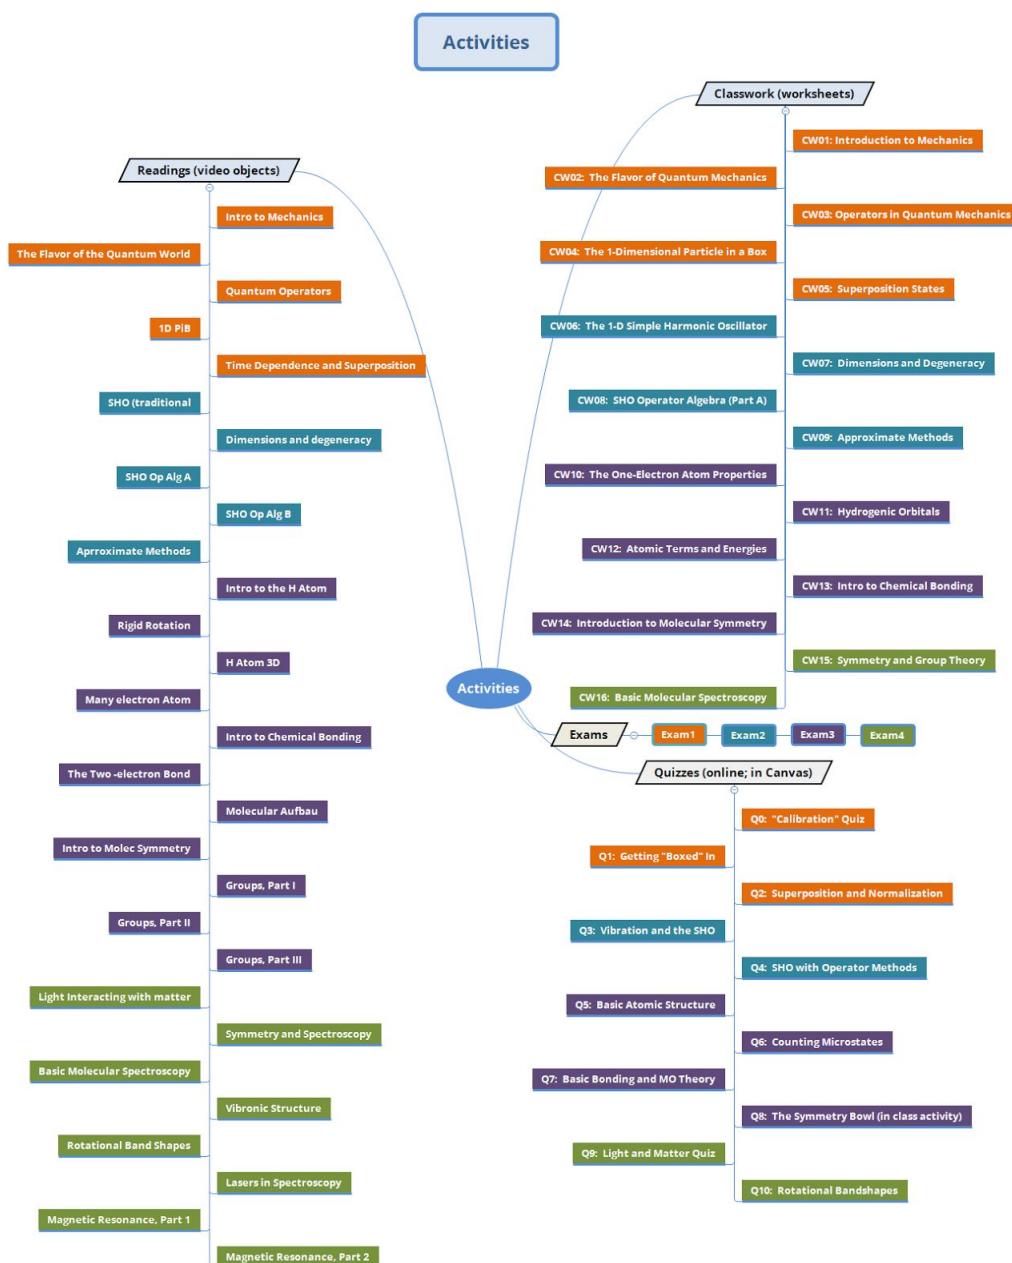 Activities
Classwork (worksheets)
CW01: Introduction to Mechanics
CW02:  The Flavor of Quantum Mechanics
CW03: Operators in Quantum Mechanics
CW04:  The 1-Dimensional Particle in a Box
CW05:  Superposition States
CW06:  The 1-D Simple Harmonic Oscillator
CW07:  Dimensions and Degeneracy
CW08:  SHO Operator Algebra (Part A)
CW09:  Approximate Methods
CW10:  The One-Electron Atom Properties
CW11:  Hydrogenic Orbitals
CW12:  Atomic Terms and Energies
CW13:  Intro to Chemical Bonding
CW14:  Introduction to Molecular Symmetry
CW15:  Symmetry and Group Theory
CW16:  Basic Molecular Spectroscopy
Readings (video objects)
Intro to Mechanics
The Flavor of the Quantum World
Quantum Operators
1D PiB
Time Dependence and Superposition
SHO (traditional
Dimensions and degeneracy
SHO Op Alg A
SHO Op Alg B
Aprroximate Methods
Intro to the H Atom
Rigid Rotation
H Atom 3D
Many electron Atom
Intro to Chemical Bonding
The Two -electron Bond
Molecular Aufbau
Intro to Molec Symmetry
Groups, Part I
Groups, Part II
Groups, Part III
Light Interacting with matter
Symmetry and Spectroscopy
Basic Molecular Spectroscopy
Vibronic Structure
Rotational Band Shapes
Lasers in Spectroscopy
Magnetic Resonance, Part 1
Magnetic Resonance, Part 2
Activities
Exams
Exam1
Exam2
Exam3
Exam4
Quizzes (online; in Canvas)
Q0:  "Calibration" Quiz
Q1:  Getting "Boxed" In
Q2:  Superposition and Normalization
Q3:  Vibration and the SHO
Q4:  SHO with Operator Methods
Q5:  Basic Atomic Structure
Q6:  Counting Microstates
Q7:  Basic Bonding and MO Theory
Q8:  The Symmetry Bowl (in class activity)
Q9:  Light and Matter Quiz
Q10:  Rotational Bandshapes